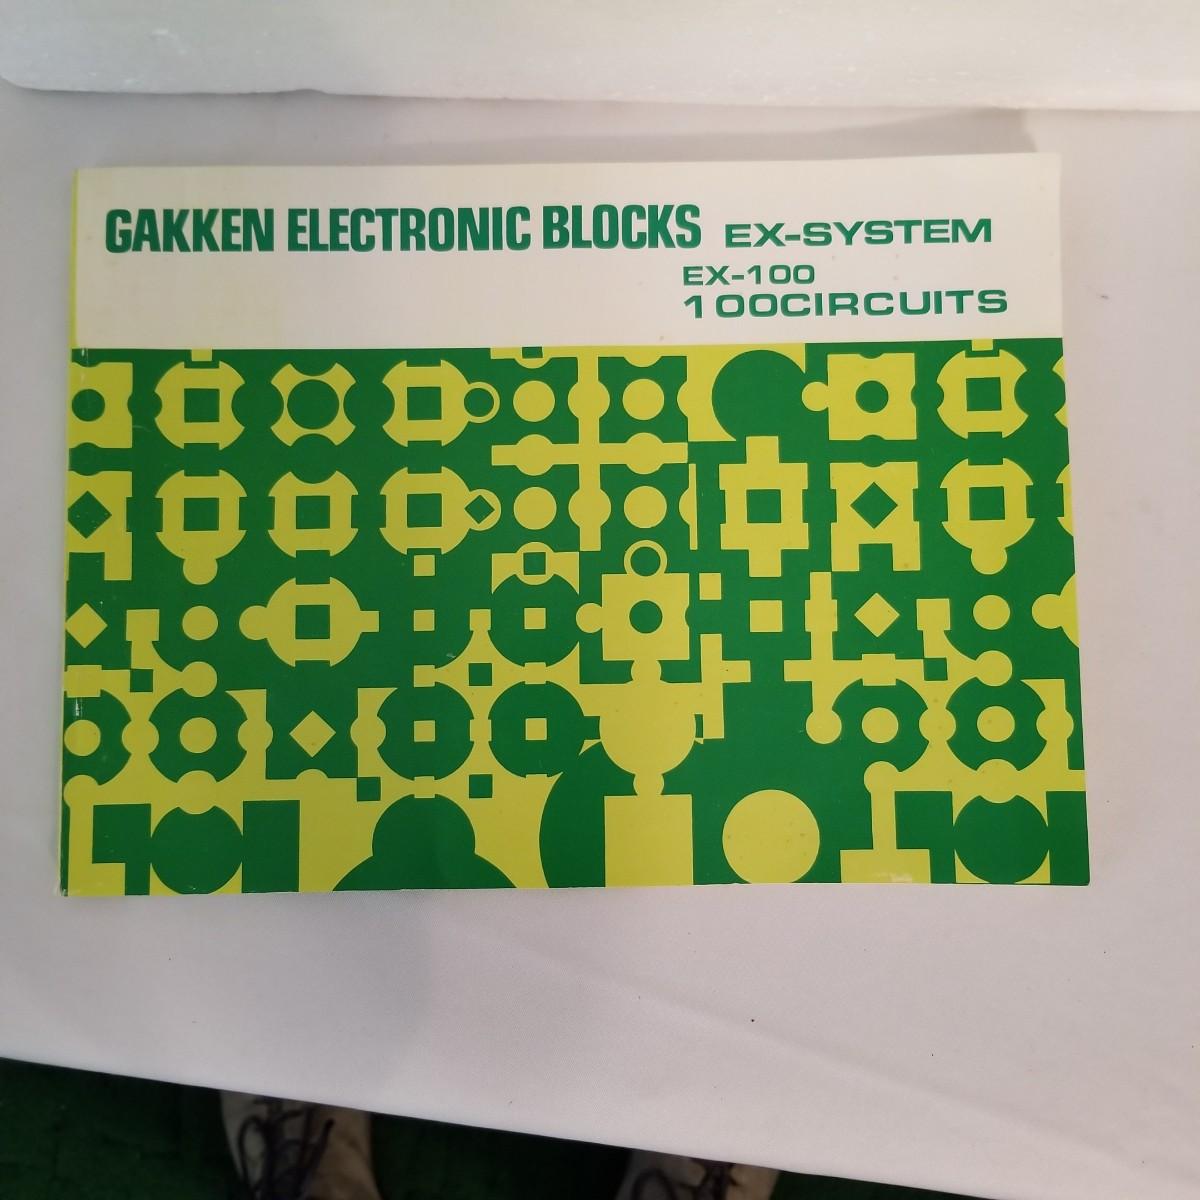 GAKKEN ELECTRONIC BLOCKS EX-SYSTEM
EX-100
100CIRCUITS